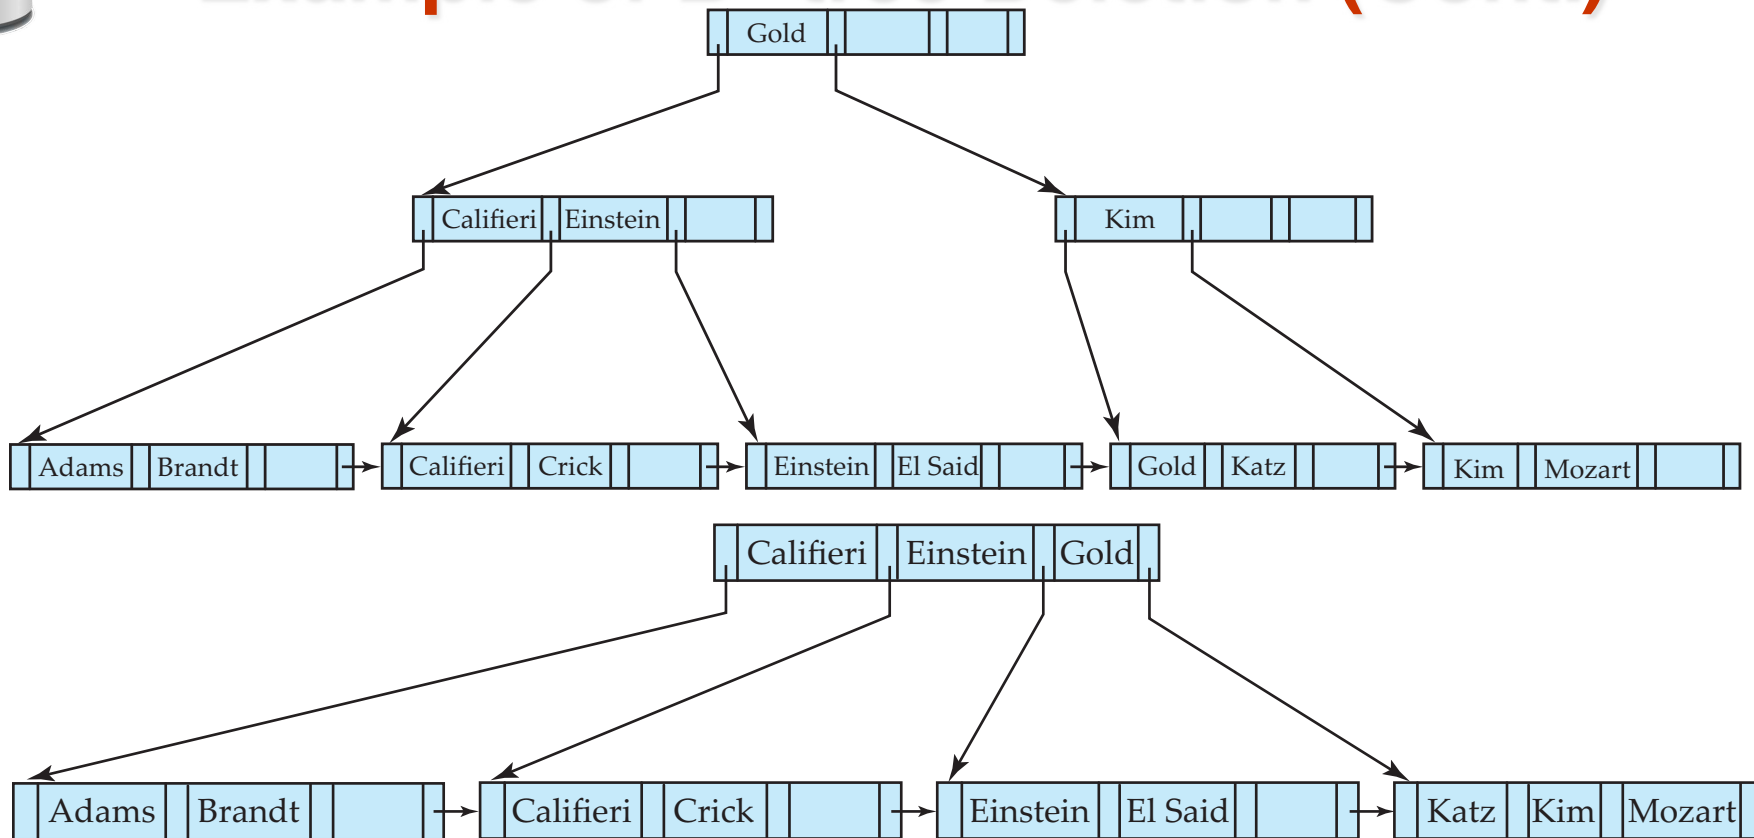 Gold
Califieri Einstein
Kim
Adams Brandt
Califieri Crick
Einstein El Said
Gold Katz
Kim Mozart
Califieri Einstein Gold
Adams Brandt
Califieri Crick
Einstein El Said
Katz Kim Mozart